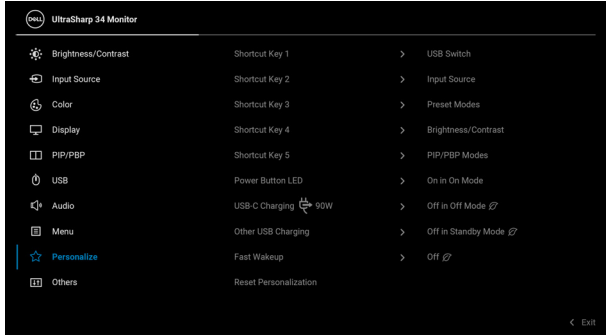 DELL UltraSharp 34 Monitor
Brightness/Contrast Shortcut Key 1 > USB Switch
Input Source Shortcut Key 2 > Input Source
Color Shortcut Key 3 > Preset Modes
Display Shortcut Key 4 > Brightness/Contrast
PIP/PBP Shortcut Key 5 > PIP/PBP Modes
USB Power Button LED > On in On Mode
Audio USB-C Charging 90W > Off in Off Mode
Menu Other USB Charging > Off in Standby Mode
Personalize Fast Wakeup > Off
Others Reset Personalization
< Exit